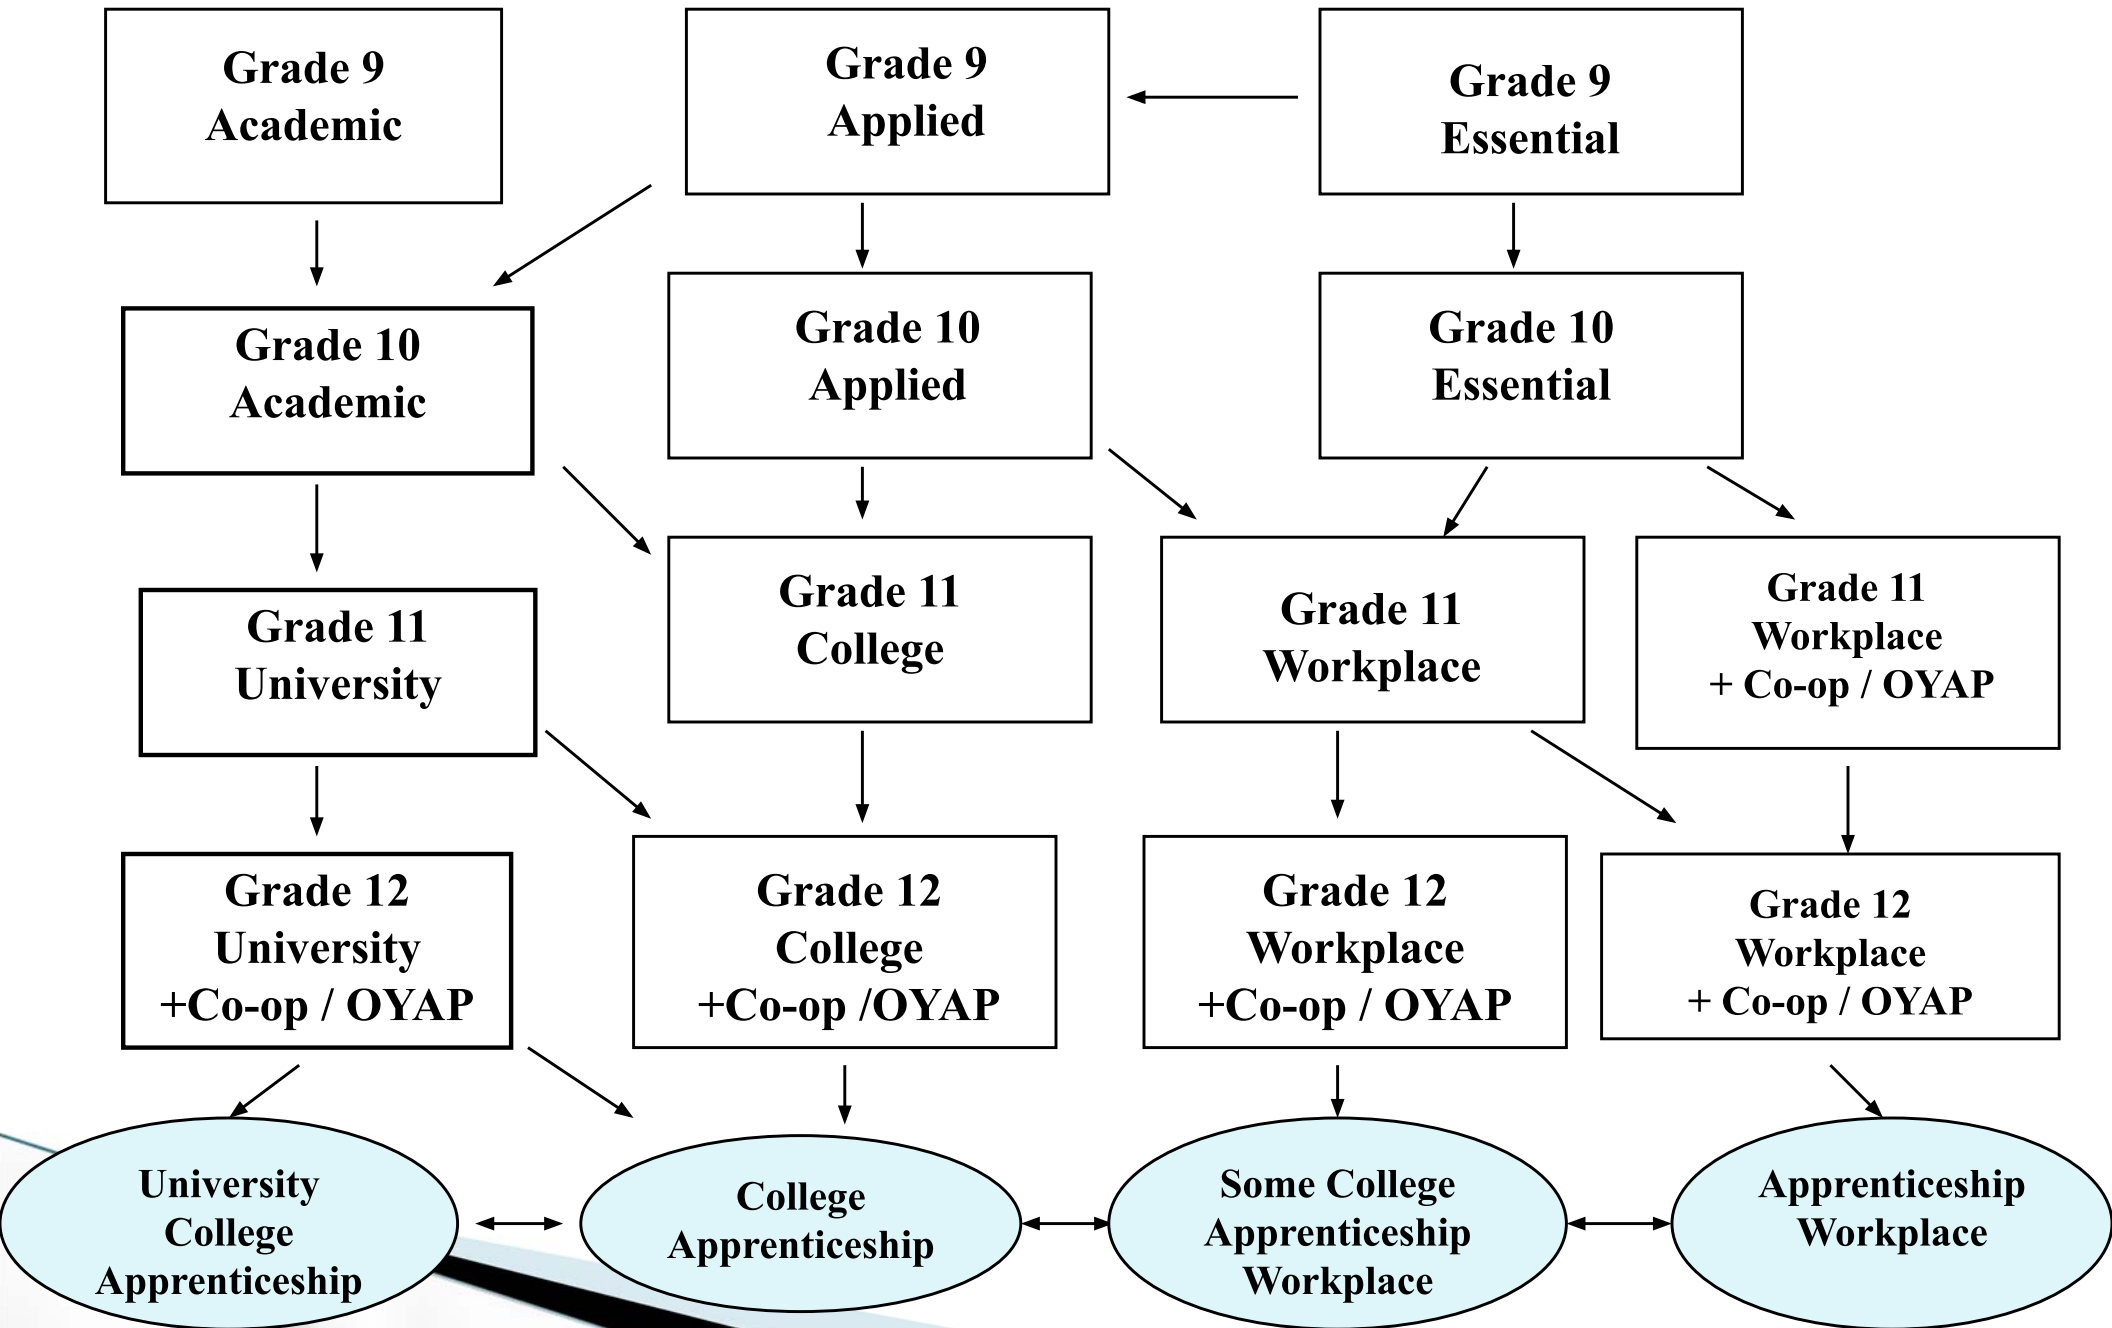 Grade 9
Academic
Grade 9
Applied
Grade 9
Essential
Grade 10
Academic
Grade 10
Applied
Grade 10
Essential
Grade 11
University
Grade 11
College
Grade 11
Workplace
Grade 11
Workplace
+ Co-op / OYAP
Grade 12
University
+Co-op / OYAP
Grade 12
College
+Co-op /OYAP
Grade 12
Workplace
+Co-op / OYAP
Grade 12
Workplace
+ Co-op / OYAP
University
College
Apprenticeship
College
Apprenticeship
Some College
Apprenticeship
Workplace
Apprenticeship
Workplace